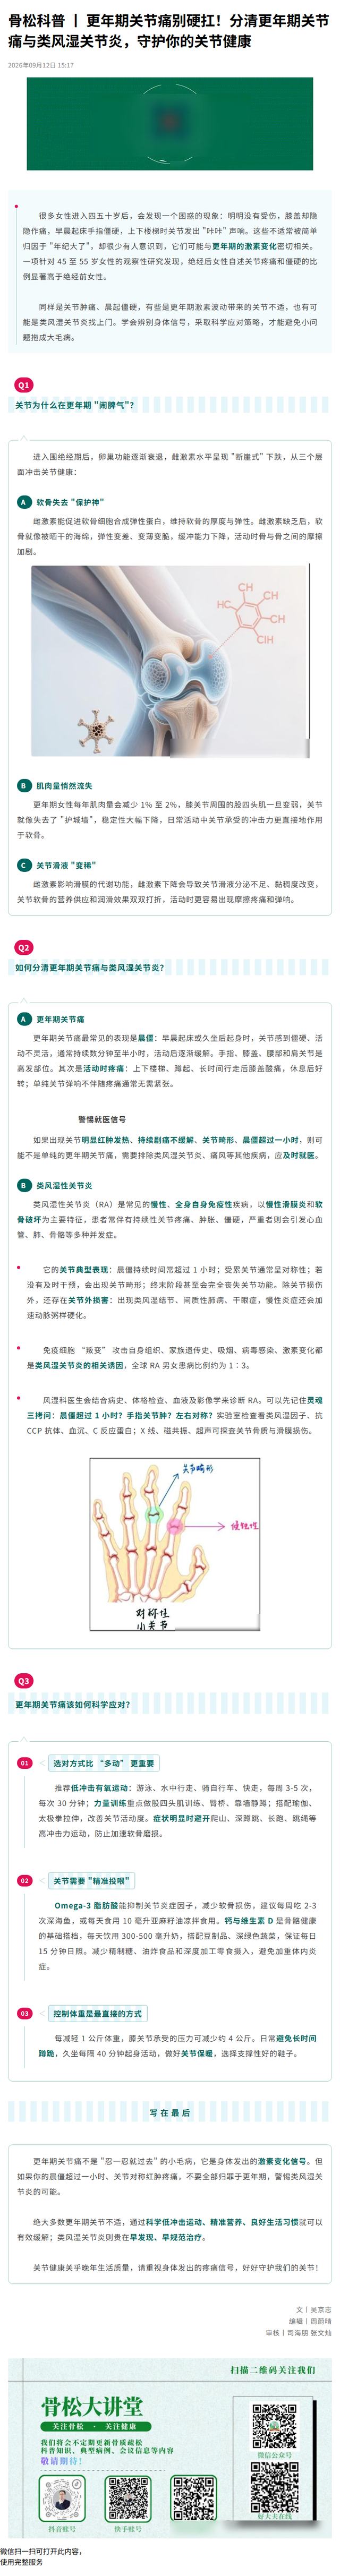 骨松科普 丨 更年期关节痛别硬扛！分清更年期关节
痛与类风湿关节炎，守护你的关节健康
2026年09月12日 15:17
很多女性进入四五十岁后，会发现一个困惑的现象：明明没有受伤，膝盖却隐
隐作痛，早晨起床手指僵硬，上下楼梯时关节发出 "咔咔" 声响。这些不适常被简单
归因于 "年纪大了"，却很少有人意识到，它们可能与更年期的激素变化密切相关。
一项针对 45 至 55 岁女性的观察性研究发现，绝经后女性自述关节疼痛和僵硬的比
例显著高于绝经前女性。
同样是关节肿痛、晨起僵硬，有些是更年期激素波动带来的关节不适，也有可
能是类风湿关节炎找上门。学会辨别身体信号，采取科学应对策略，才能避免小问
题拖成大毛病。
Q1
关节为什么在更年期 "闹脾气"？
进入围绝经期后，卵巢功能逐渐衰退，雌激素水平呈现 "断崖式" 下跌，从三个层
面冲击关节健康：
A 软骨失去 "保护神"
雌激素能促进软骨细胞合成弹性蛋白，维持软骨的厚度与弹性。雌激素缺乏后，软
骨就像被晒干的海绵，弹性变差、变薄变脆，缓冲能力下降，活动时骨与骨之间的摩擦
加剧。
CH
CH
HC
CH
ClH
B 肌肉量悄然流失
更年期女性每年肌肉量会减少 1% 至 2%，膝关节周围的股四头肌一旦变弱，关节
就像失去了 "护城墙"，稳定性大幅下降，日常活动中关节承受的冲击力更直接地作用
于软骨。
C 关节滑液 "变稀"
雌激素影响滑膜的代谢功能，雌激素下降会导致关节滑液分泌不足、黏稠度改变，
关节软骨的营养供应和润滑效果双双打折，活动时更容易出现摩擦疼痛和弹响。
Q2
如何分清更年期关节痛与类风湿关节炎？
A 更年期关节痛
更年期关节痛最常见的表现是晨僵：早晨起床或久坐后起身时，关节感到僵硬、活
动不灵活，通常持续数分钟至半小时，活动后逐渐缓解。手指、膝盖、腰部和肩关节是
高发部位。其次是活动时疼痛：上下楼梯、蹲起、长时间行走后膝盖酸痛，休息后好
转；单纯关节弹响不伴随疼痛通常无需紧张。
警惕就医信号
如果出现关节明显红肿发热、持续剧痛不缓解、关节畸形、晨僵超过一小时，则可
能不是单纯的更年期关节痛，需要排除类风湿关节炎、痛风等其他疾病，应及时就医。
B 类风湿性关节炎
类风湿性关节炎（RA）是常见的慢性、全身自身免疫性疾病，以慢性滑膜炎和软
骨破坏为主要特征，患者常伴有持续性关节疼痛、肿胀、僵硬，严重者则会引发心血
管、肺、骨骼等多种并发症。
它的关节典型表现：晨僵持续时间常超过 1 小时；受累关节通常呈对称性；若
没有及时干预，会出现关节畸形；终末阶段甚至会完全丧失关节功能。除关节损伤
外，还存在关节外损害：出现类风湿结节、间质性肺病、干眼症，慢性炎症还会加
速动脉粥样硬化。
免疫细胞 “叛变” 攻击自身组织、家族遗传史、吸烟、病毒感染、激素变化都
是类风湿关节炎的相关诱因，全球 RA 男女患病比例约为 1︰3。
风湿科医生会结合病史、体格检查、血液及影像学来诊断 RA。可以先记住灵魂
三拷问：晨僵超过 1 小时？手指关节肿？左右对称？实验室检查看类风湿因子、抗
CCP 抗体、血沉、C 反应蛋白；X 线、磁共振、超声可探查关节骨质与滑膜损伤。
关节畸形
侵蚀性
对称性
小关节
Q3
更年期关节痛该如何科学应对？
01 选对方式比 “多动” 更重要
推荐低冲击有氧运动：游泳、水中行走、骑自行车、快走，每周 3-5 次，
每次 30 分钟；力量训练重点做股四头肌训练、臀桥、靠墙静蹲；搭配瑜伽、
太极拳拉伸，改善关节活动度。症状明显时避开爬山、深蹲跳、长跑、跳绳等
高冲击力运动，防止加速软骨磨损。
02 关节需要 "精准投喂"
Omega-3 脂肪酸能抑制关节炎症因子，减少软骨损伤，建议每周吃 2-3
次深海鱼，或每天食用 10 毫升亚麻籽油凉拌食用。钙与维生素 D 是骨骼健康
的基础搭档，每天饮用 300-500 毫升奶，搭配豆制品、深绿色蔬菜，保证每日
15 分钟日照。减少精制糖、油炸食品和深度加工零食摄入，避免加重体内炎
症。
03 控制体重是最直接的方式
每减轻 1 公斤体重，膝关节承受的压力可减少约 4 公斤。日常避免长时间
蹲跪，久坐每隔 40 分钟起身活动，做好关节保暖，选择支撑性好的鞋子。
写在最后
更年期关节痛不是 "忍一忍就过去" 的小毛病，它是身体发出的激素变化信号。但
如果你的晨僵超过一小时、关节对称红肿疼痛，不要全部归罪于更年期，警惕类风湿关
节炎的可能。
绝大多数更年期关节不适，通过科学低冲击运动、精准营养、良好生活习惯就可以
有效缓解；类风湿关节炎则贵在早发现、早规范治疗。
关节健康关乎晚年生活质量，请重视身体发出的疼痛信号，好好守护我们的关节！
文丨吴京志
编辑丨周蔚晴
审核丨司海朋 张文灿
扫描二维码关注我们
骨松大讲堂
关注骨松 · 关注健康
我们将会不定期更新骨质疏松
科普知识、典型病例、会议信息等内容
敬请期待！
微信公众号
抖音账号
快手账号
好大夫在线
微信扫一扫可打开此内容，
使用完整服务